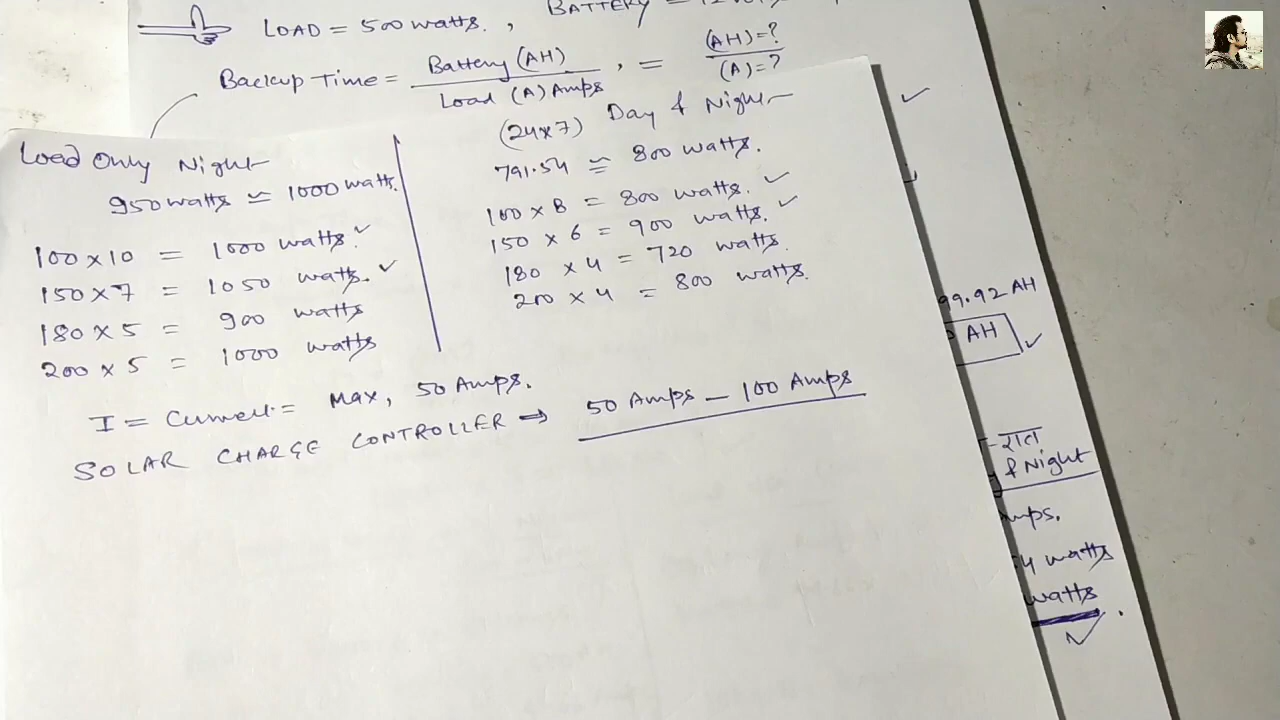 LOAD = 500 watts. , BATTERY =
Backup Time = Battery (AH) / Load (A) Amps , = (AH)=? / (A)=?
Load Only Night
950 watts ≃ 1000 watts.
100 x 10 = 1000 watts. ✓
150 x 7 = 1050 watts. ✓
180 x 5 = 900 watts
200 x 5 = 1000 watts
(24x7) Day & Night
791.54 ≃ 800 watts.
100 x 8 = 800 watts. ✓
150 x 6 = 900 watts. ✓
180 x 4 = 720 watts.
200 x 4 = 800 watts.
I = Current = Max, 50 Amps.
SOLAR CHARGE CONTROLLER → 50 Amps – 100 Amps
99.92 AH
AH ✓
रात
& Night
Amps.
4 watts
watts